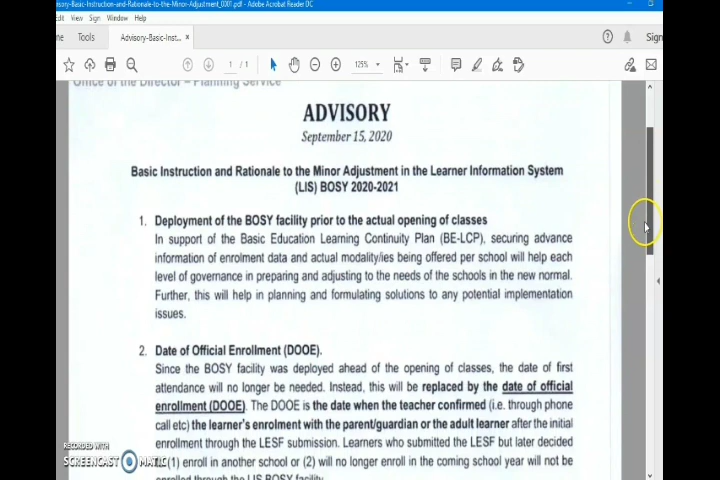 isory-Basic-Instruction-and-Rationale-to-the-Minor-Adjustment_0001.pdf - Adobe Acrobat Reader DC
Edit View Sign Window Help
me Tools Advisory-Basic-Inst... ×
Sign
1 / 1 125%
Office of the Director – Planning Service
ADVISORY
September 15, 2020
Basic Instruction and Rationale to the Minor Adjustment in the Learner Information System
(LIS) BOSY 2020-2021
1. Deployment of the BOSY facility prior to the actual opening of classes
In support of the Basic Education Learning Continuity Plan (BE-LCP), securing advance
information of enrolment data and actual modality/ies being offered per school will help each
level of governance in preparing and adjusting to the needs of the schools in the new normal.
Further, this will help in planning and formulating solutions to any potential implementation
issues.
2. Date of Official Enrollment (DOOE).
Since the BOSY facility was deployed ahead of the opening of classes, the date of first
attendance will no longer be needed. Instead, this will be replaced by the date of official
enrollment (DOOE). The DOOE is the date when the teacher confirmed (i.e. through phone
call etc) the learner's enrolment with the parent/guardian or the adult learner after the initial
enrollment through the LESF submission. Learners who submitted the LESF but later decided
to (1) enroll in another school or (2) will no longer enroll in the coming school year will not be
enrolled through the LIS BOSY facility.
RECORDED WITH
SCREENCAST MATIC